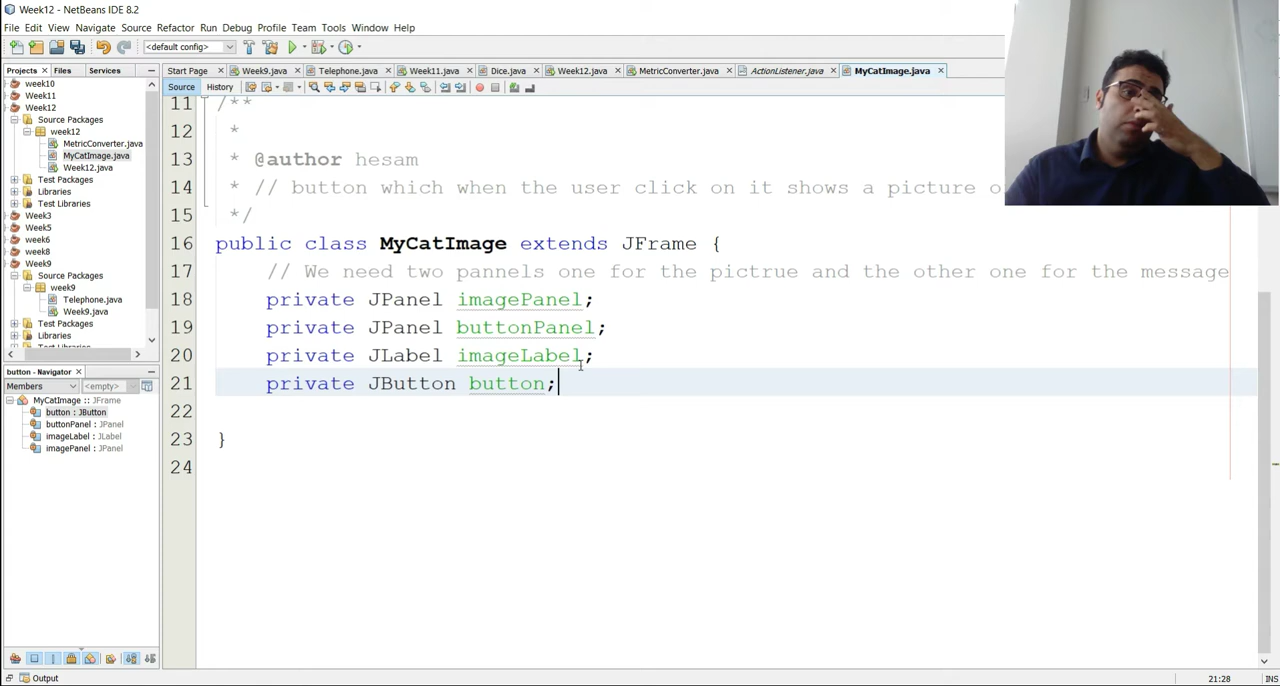 Week12 - NetBeans IDE 8.2
File Edit View Navigate Source Refactor Run Debug Profile Team Tools Window Help
<default config>
Projects Files Services
Start Page Week9.java Telephone.java Week11.java Dice.java Week12.java MetricConverter.java ActionListener.java MyCatImage.java
Source History
week10
Week11
Week12
Source Packages
week12
MetricConverter.java
MyCatImage.java
Week12.java
Test Packages
Libraries
Test Libraries
Week3
Week5
week6
week8
Week9
Source Packages
week9
Telephone.java
Week9.java
Test Packages
Libraries
button - Navigator
Members <empty>
MyCatImage :: JFrame
button : JButton
buttonPanel : JPanel
imageLabel : JLabel
imagePanel : JPanel
11 /**
12 *
13 * @author hesam
14 * // button which when the user click on it shows a picture o
15 */
16 public class MyCatImage extends JFrame {
17 // We need two pannels one for the pictrue and the other one for the message
18 private JPanel imagePanel;
19 private JPanel buttonPanel;
20 private JLabel imageLabel;
21 private JButton button;
22
23 }
24
Output
21:28 INS